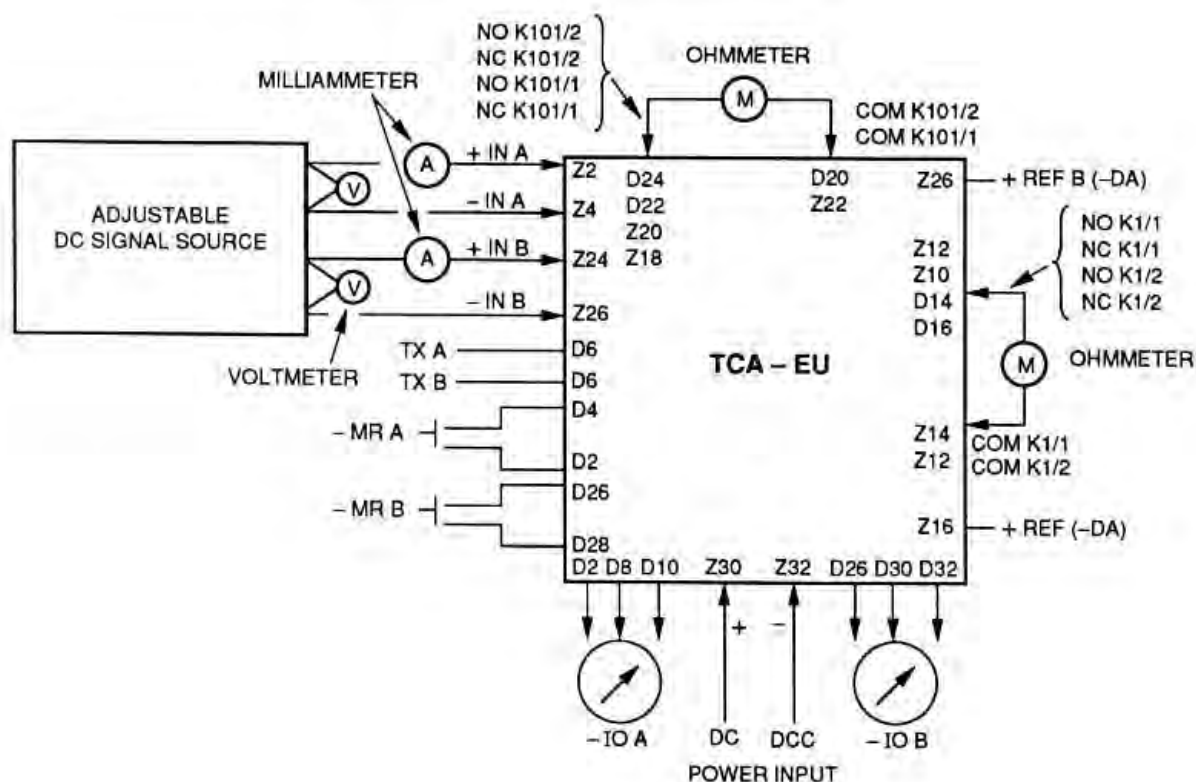 NO K101/2
NC K101/2
NO K101/1
NC K101/1
OHMMETER
M
MILLIAMMETER
COM K101/2
COM K101/1
ADJUSTABLE
DC SIGNAL SOURCE
V
A
+ IN A
– IN A
A
+ IN B
V
– IN B
VOLTMETER
TX A
TX B
– MR A
– MR B
Z2
Z4
Z24
Z26
D6
D6
D4
D2
D26
D28
D24
D22
Z20
Z18
D20
Z22
TCA – EU
Z26
+ REF B (–DA)
Z12
Z10
D14
D16
NO K1/1
NC K1/1
NO K1/2
NC K1/2
M
OHMMETER
Z14
Z12
COM K1/1
COM K1/2
Z16
+ REF (–DA)
D2 D8 D10 Z30 Z32 D26 D30 D32
+ –
– IO A DC DCC – IO B
POWER INPUT